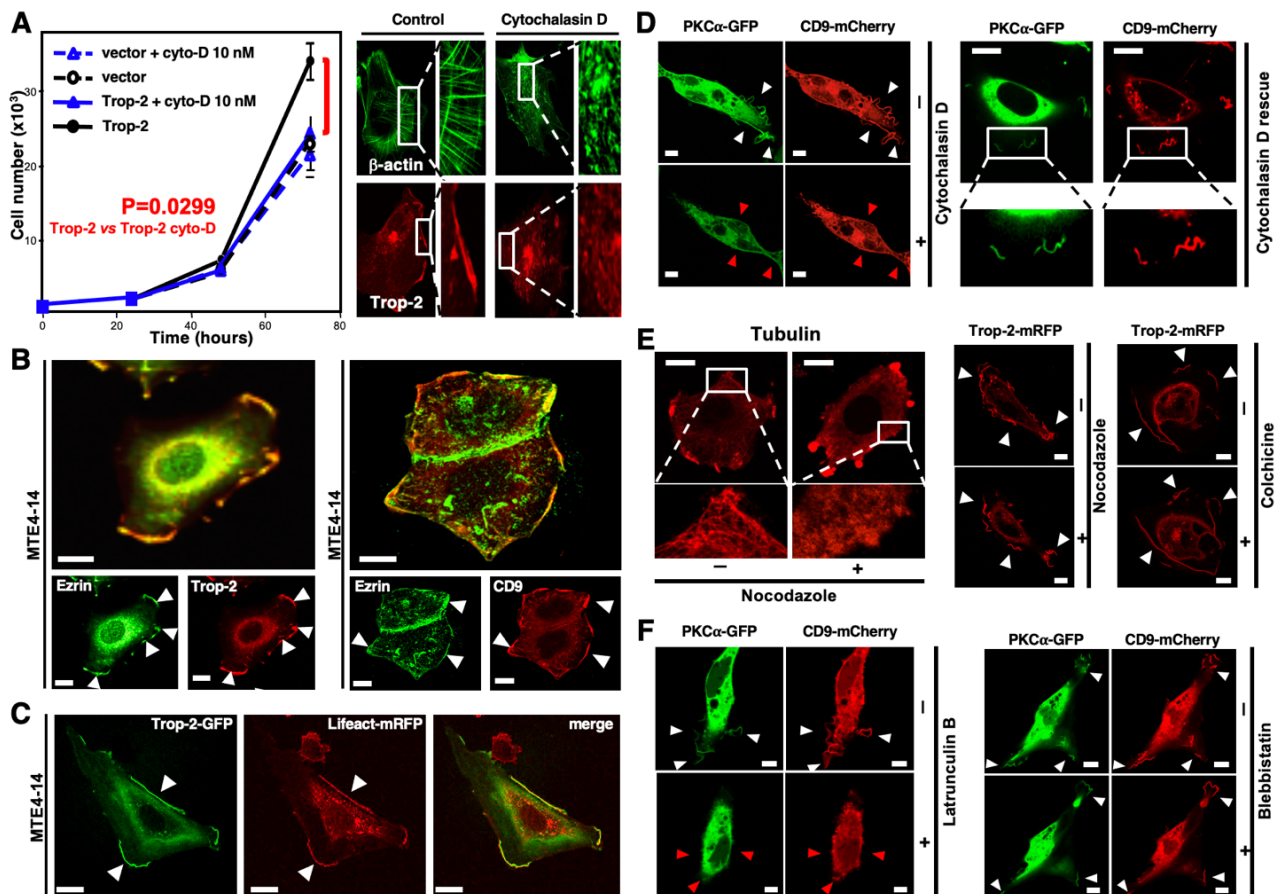 A
vector + cyto-D 10 nM
vector
Trop-2 + cyto-D 10 nM
Trop-2
Cell number (x10³)
30
20
10
P=0.0299
Trop-2 vs Trop-2 cyto-D
0 20 40 60 80
Time (hours)
Control
Cytochalasin D
β-actin
Trop-2
B
MTE4-14
Ezrin
Trop-2
MTE4-14
Ezrin
CD9
C
MTE4-14
Trop-2-GFP
Lifeact-mRFP
merge
D
PKCα-GFP
CD9-mCherry
–
+
Cytochalasin D
PKCα-GFP
CD9-mCherry
Cytochalasin D rescue
E
Tubulin
–
+
Nocodazole
Trop-2-mRFP
–
+
Nocodazole
Trop-2-mRFP
–
+
Colchicine
F
PKCα-GFP
CD9-mCherry
–
+
Latrunculin B
PKCα-GFP
CD9-mCherry
–
+
Blebbistatin